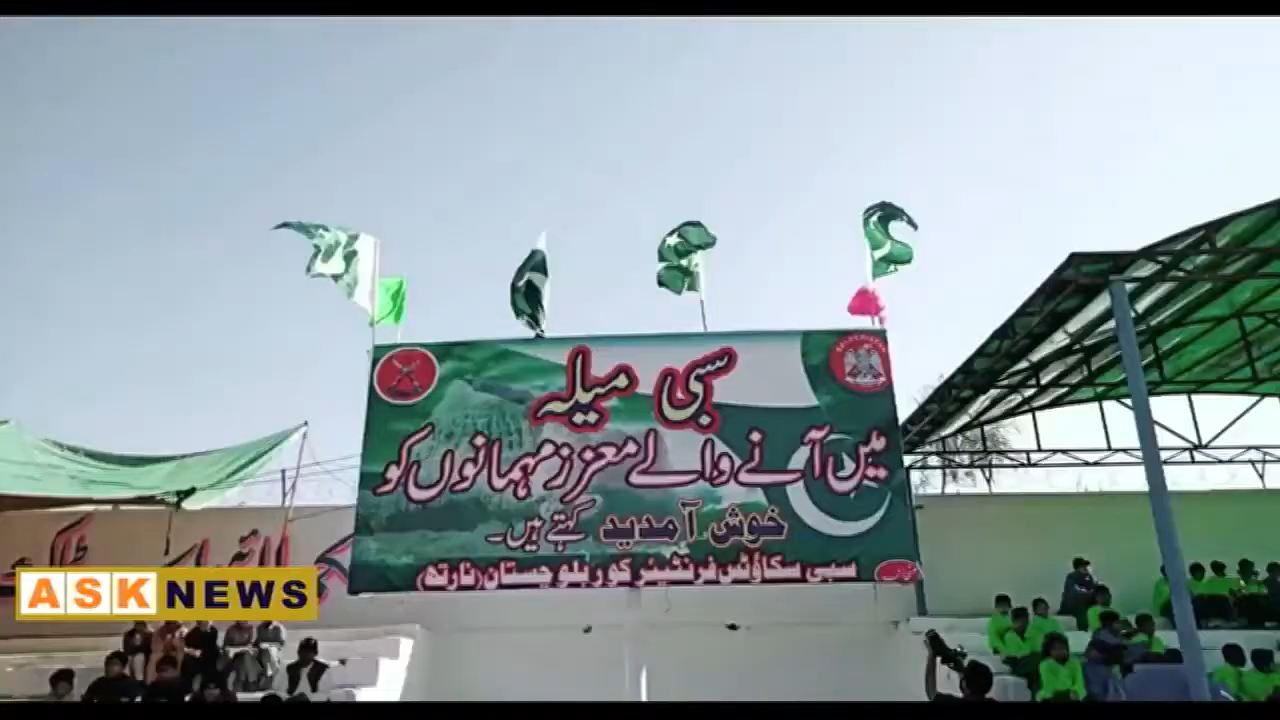 سبی میلہ
میں آنے والے معزز مہمانوں کو
خوش آمدید کہتے ہیں۔
سبی سکاؤٹس فرنٹیئر کور بلوچستان (نارتھ)
ASK NEWS